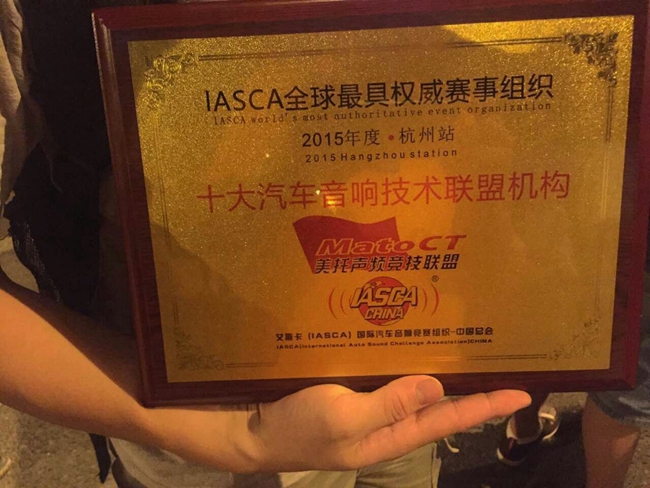 IASCA全球最具权威赛事组织
IASCA world's most authoritative event organization
2015年度·杭州站
2015 Hangzhou station
十大汽车音响技术联盟机构
MatoCT
美托声频竞技联盟
IASCA
CHINA
®
艾斯卡（IASCA）国际汽车音响竞赛组织-中国总会
IASCA(International Auto Sound Challenge Association)CHINA